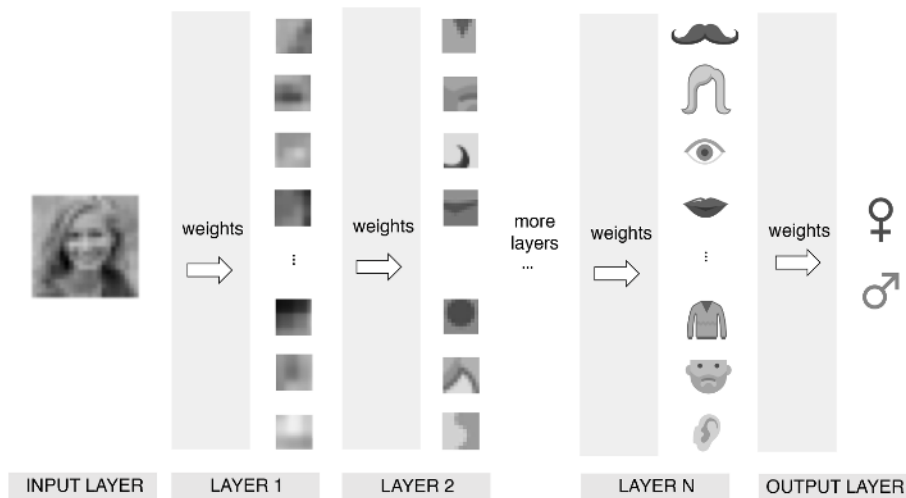 weights
weights
more
layers
...
weights
weights
INPUT LAYER
LAYER 1
LAYER 2
LAYER N
OUTPUT LAYER